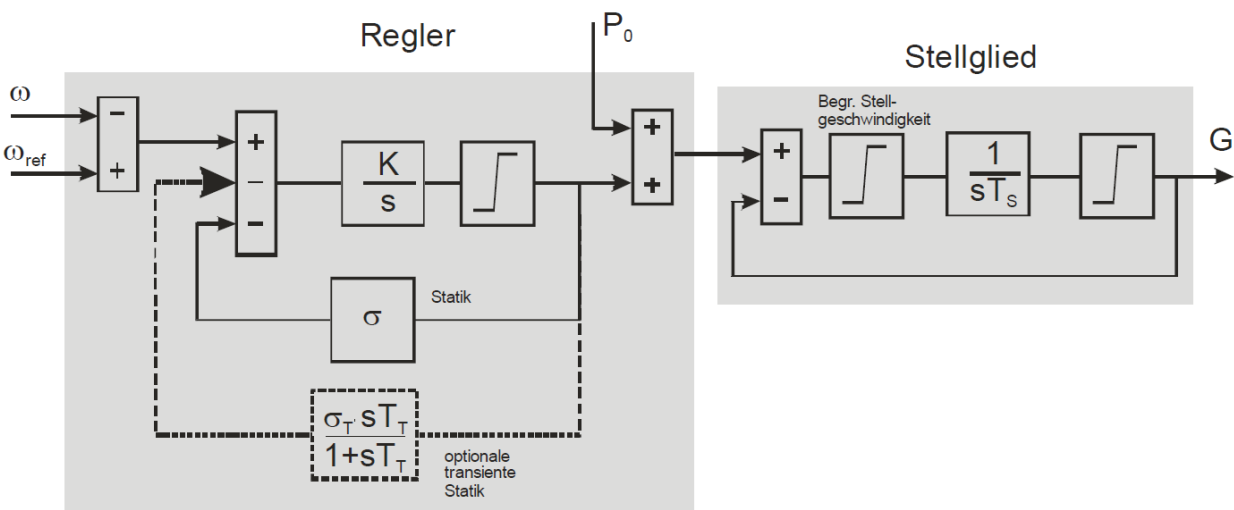 Regler
P₀
Stellglied
ω
−
ω_ref
+
+
−
−
K
s
+
+
Begr. Stell-
geschwindigkeit
+
-
1
sT_S
G
σ
Statik
σ_T · sT_T
1+sT_T
optionale
transiente
Statik